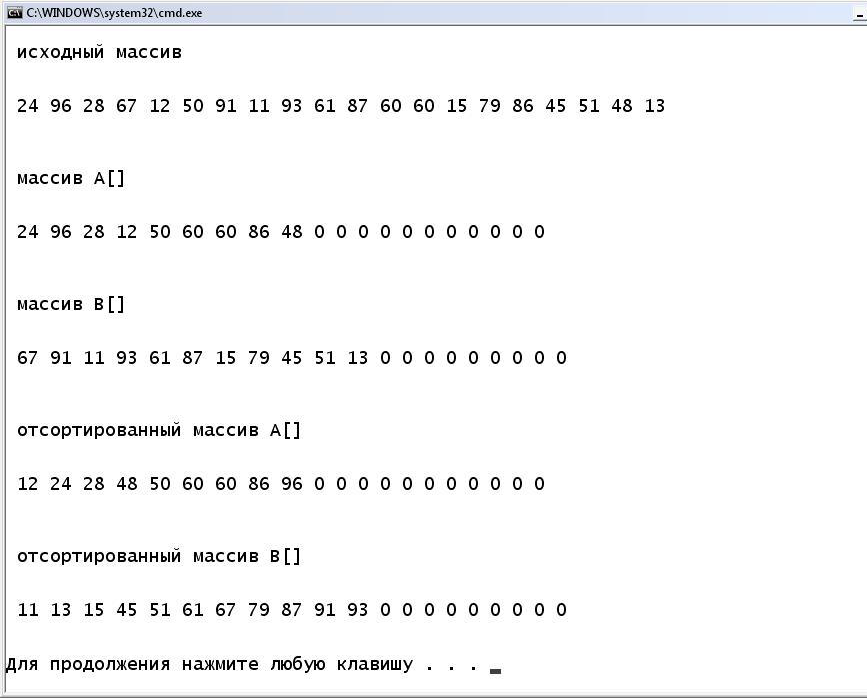 C:\WINDOWS\system32\cmd.exe
исходный массив
24 96 28 67 12 50 91 11 93 61 87 60 60 15 79 86 45 51 48 13
массив A[]
24 96 28 12 50 60 60 86 48 0 0 0 0 0 0 0 0 0 0 0
массив B[]
67 91 11 93 61 87 15 79 45 51 13 0 0 0 0 0 0 0 0 0
отсортированный массив A[]
12 24 28 48 50 60 60 86 96 0 0 0 0 0 0 0 0 0 0 0
отсортированный массив B[]
11 13 15 45 51 61 67 79 87 91 93 0 0 0 0 0 0 0 0 0
Для продолжения нажмите любую клавишу . . .